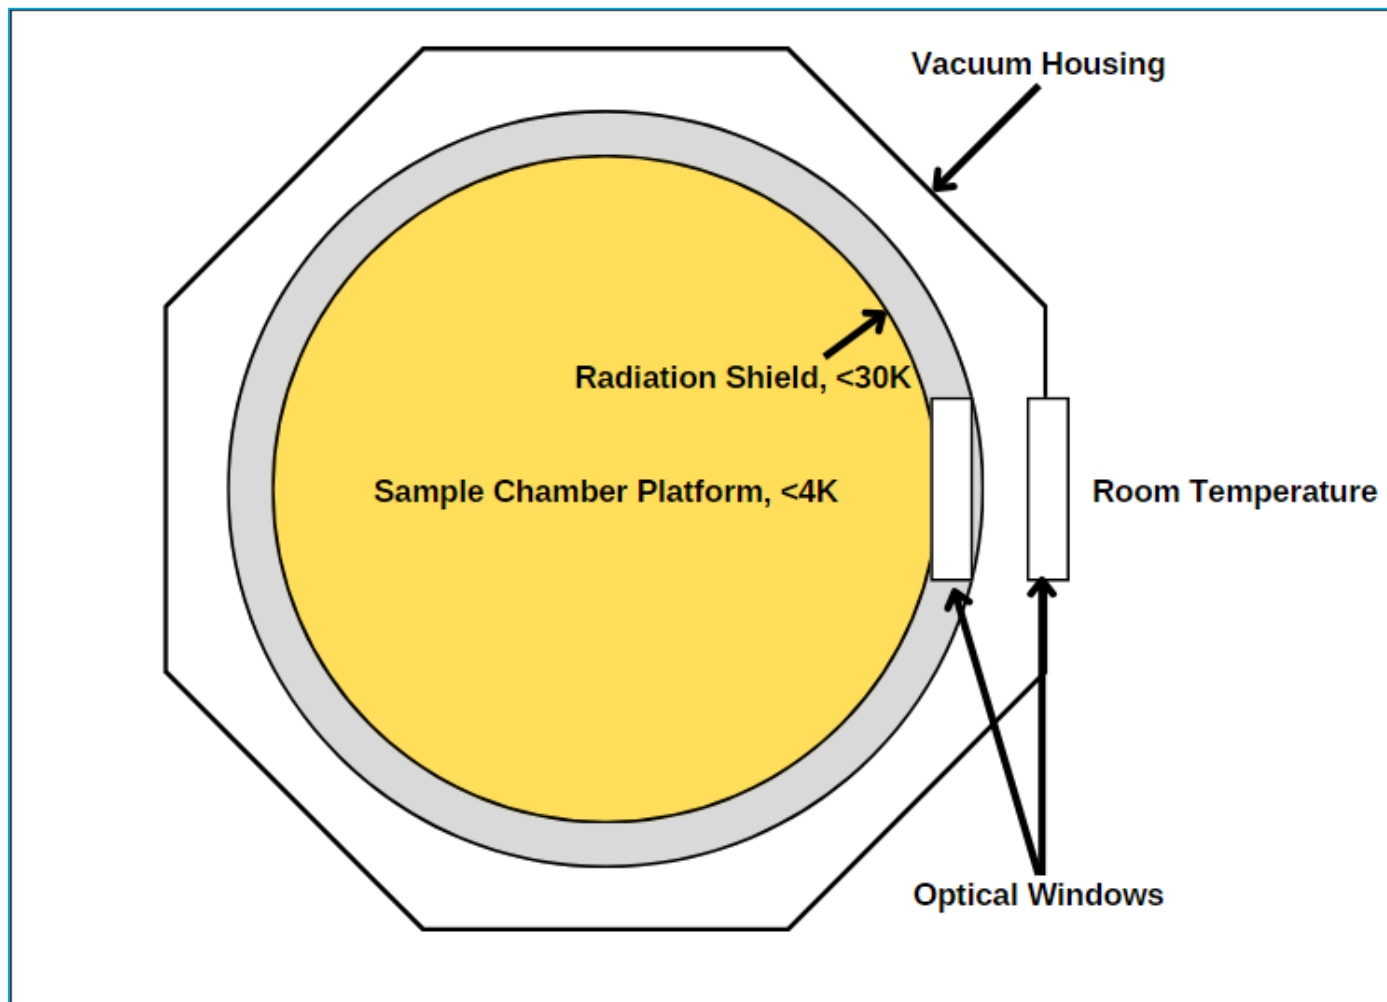 Vacuum Housing
Radiation Shield, <30K
Sample Chamber Platform, <4K
Room Temperature
Optical Windows